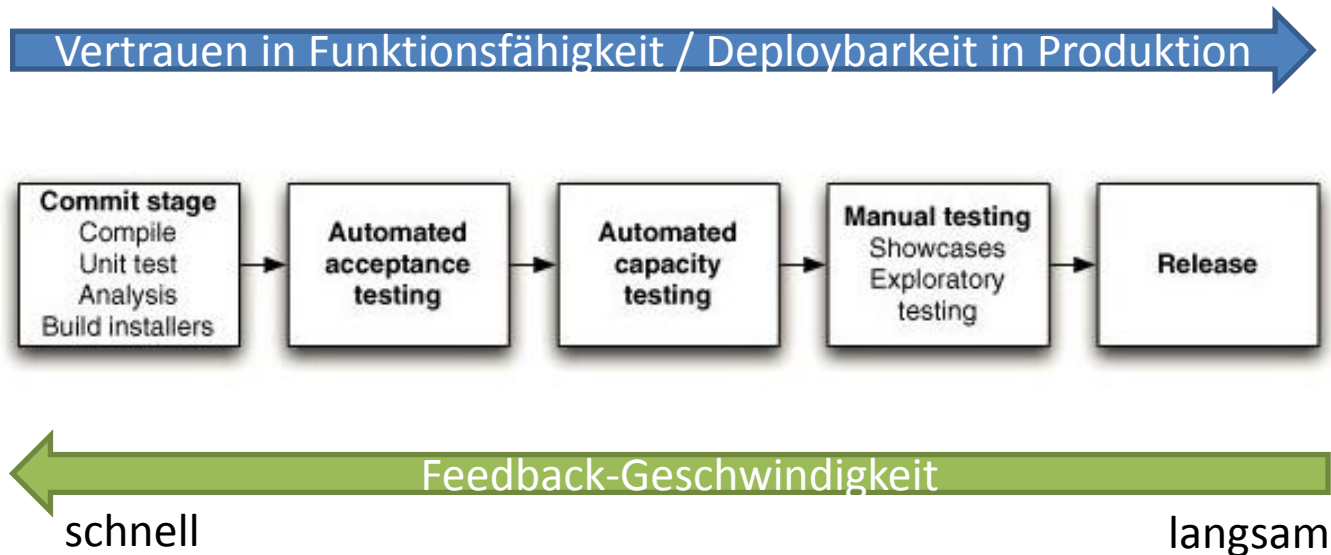 Vertrauen in Funktionsfähigkeit / Deploybarkeit in Produktion
Commit stage
Compile
Unit test
Analysis
Build installers
Automated
acceptance
testing
Automated
capacity
testing
Manual testing
Showcases
Exploratory
testing
Release
Feedback-Geschwindigkeit
schnell
langsam